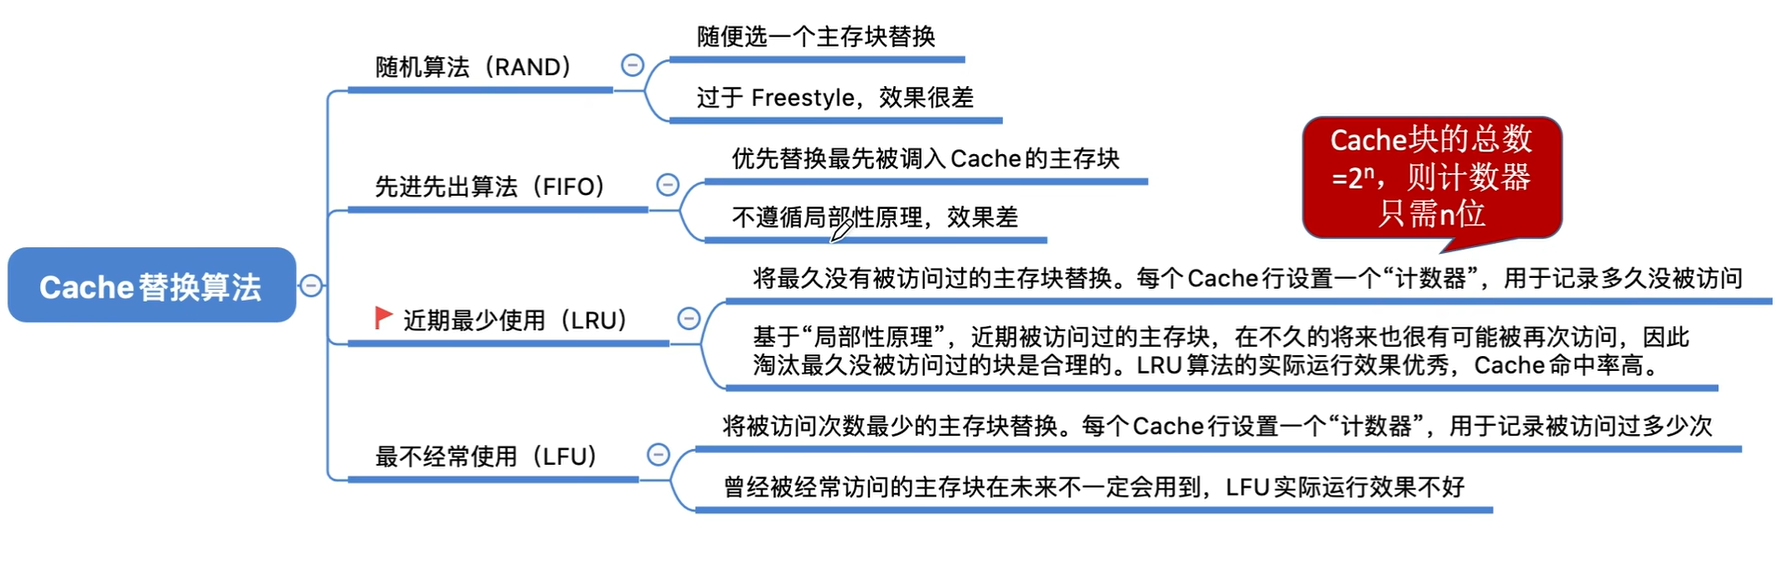 随便选一个主存块替换
随机算法（RAND）
过于 Freestyle，效果很差
优先替换最先被调入Cache的主存块
先进先出算法（FIFO）
不遵循局部性原理，效果差
Cache块的总数
=2ⁿ，则计数器
只需n位
Cache替换算法
将最久没有被访问过的主存块替换。每个Cache行设置一个“计数器”，用于记录多久没被访问
近期最少使用（LRU）
基于“局部性原理”，近期被访问过的主存块，在不久的将来也很有可能被再次访问，因此
淘汰最久没被访问过的块是合理的。LRU算法的实际运行效果优秀，Cache命中率高。
将被访问次数最少的主存块替换。每个Cache行设置一个“计数器”，用于记录被访问过多少次
最不经常使用（LFU）
曾经被经常访问的主存块在未来不一定会用到，LFU实际运行效果不好